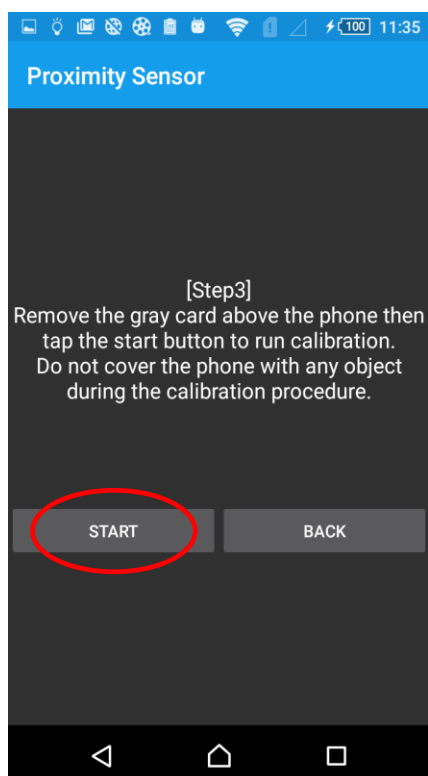 100 11:35
Proximity Sensor
[Step3]
Remove the gray card above the phone then
tap the start button to run calibration.
Do not cover the phone with any object
during the calibration procedure.
START BACK